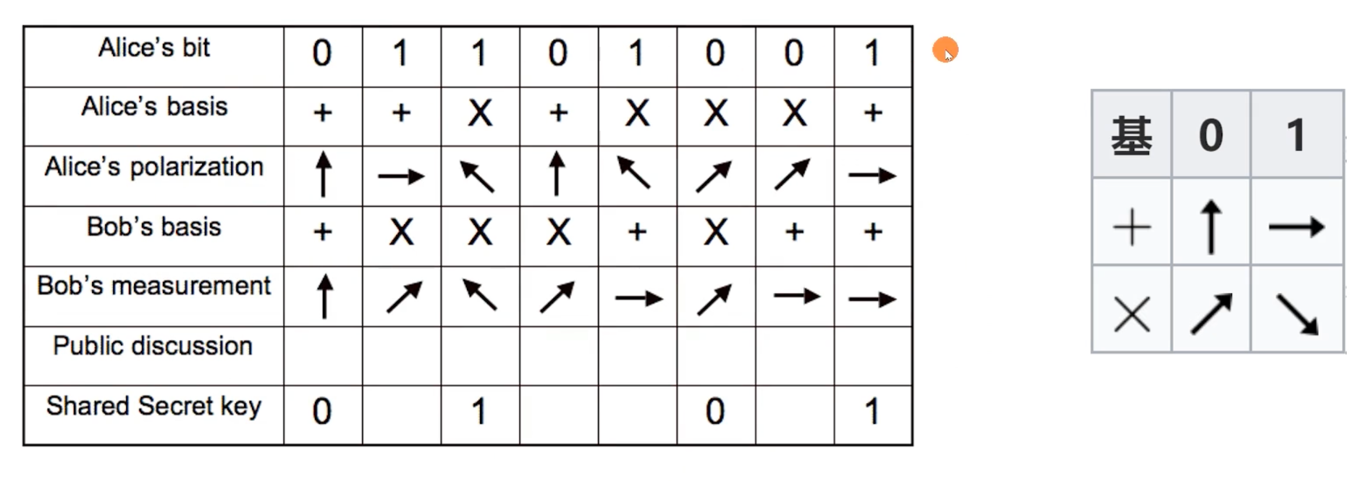 Alice's bit 0 1 1 0 1 0 0 1
Alice's basis + + X + X X X +
Alice's polarization ↑ → ↖ ↑ ↖ ↗ ↗ →
Bob's basis + X X X + X + +
Bob's measurement ↑ ↗ ↖ ↗ → ↗ → →
Public discussion
Shared Secret key 0 1 0 1
基 0 1
+ ↑ →
× ↗ ↘